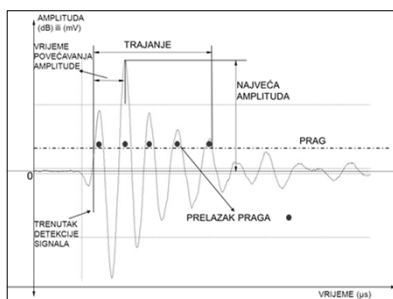 AMPLITUDA
(dB) ili (mV)
VRIJEME
POVEĆAVANJA
AMPLITUDE
TRAJANJE
NAJVEĆA
AMPLITUDA
PRAG
0
TRENUTAK
DETEKCIJE
SIGNALA
PRELAZAK PRAGA
VRIJEME (µs)